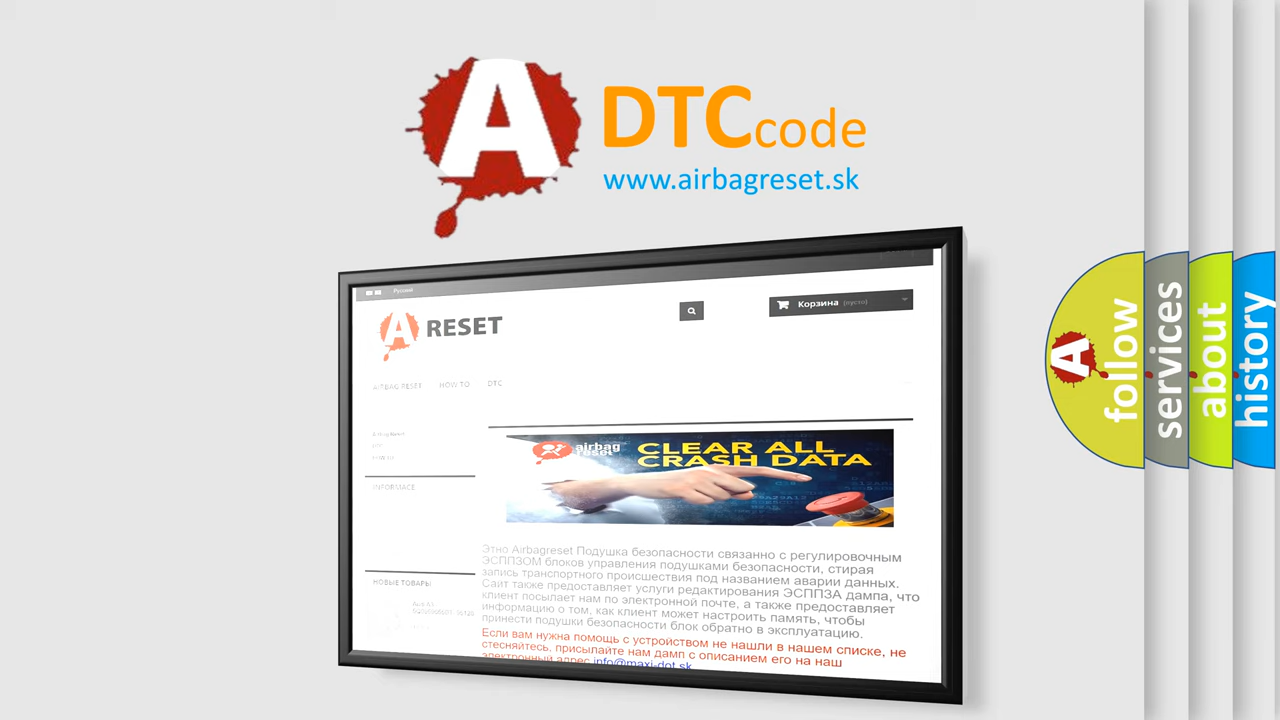 A
DTC code
www.airbagreset.sk
Русский
A RESET
Корзина (пусто)
AIRBAG RESET HOW TO DTC
INFORMACE
airbag reset
CLEAR ALL
CRASH DATA
Этно Airbagreset Подушка безопасности связанно с регулировочным
ЭСППЗОМ блоков управления подушками безопасности, стирая
запись транспортного происшествия под названием аварии данных.
Сайт также предоставляет услуги редактирования ЭСППЗА дампа, что
клиент посылает нам по электронной почте, а также предоставляет
информацию о том, как клиент может настроить память, чтобы
принести подушки безопасности блок обратно в эксплуатацию.
Если вам нужна помощь с устройством не нашли в нашем списке, не
стесняйтесь, присылайте нам дамп с описанием его на наш
электронный адрес info@maxi-dot.sk
НОВЫЕ ТОВАРЫ
A
follow
services
about
history